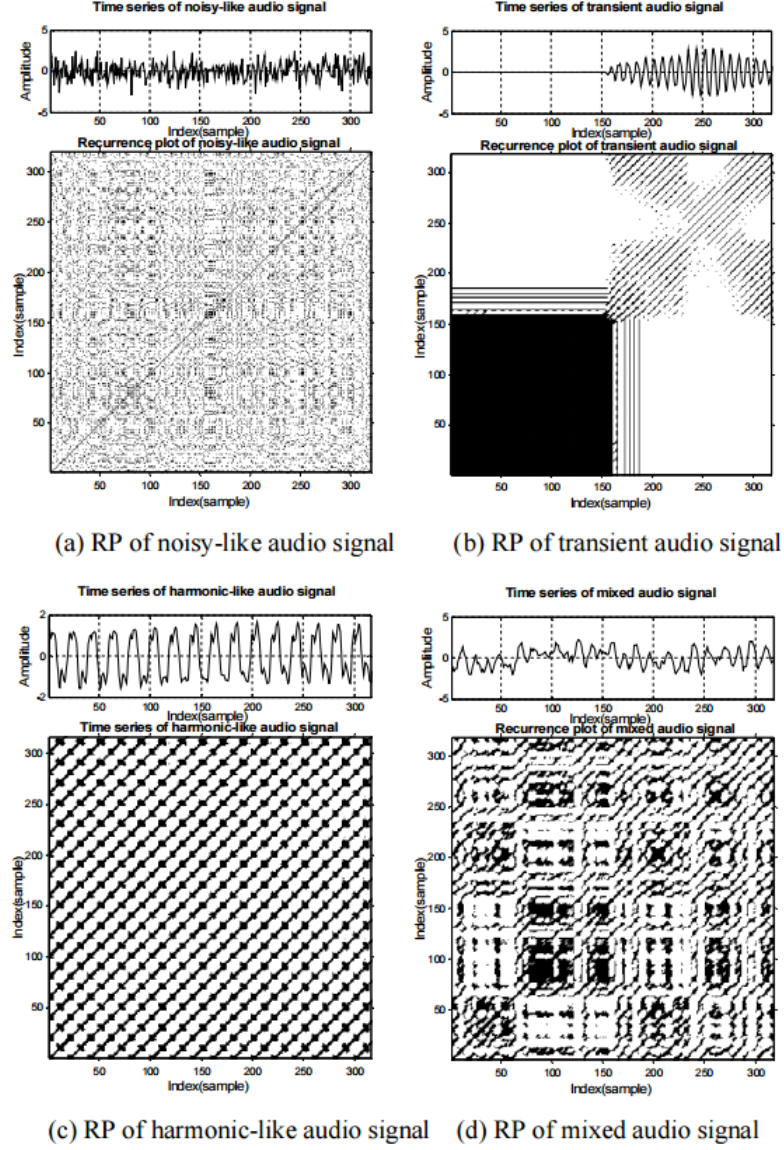 Time series of noisy-like audio signal
Amplitude
5
0
-5
50 100 150 200 250 300
Index(sample)
Recurrence plot of noisy-like audio signal
Index(sample)
300
250
200
150
100
50
50 100 150 200 250 300
Index(sample)
(a) RP of noisy-like audio signal
Time series of transient audio signal
Amplitude
5
0
-5
50 100 150 200 250 300
Index(sample)
Recurrence plot of transient audio signal
Index(sample)
300
250
200
150
100
50
50 100 150 200 250 300
Index(sample)
(b) RP of transient audio signal
Time series of harmonic-like audio signal
Amplitude
2
0
-2
50 100 150 200 250 300
Index(sample)
Time series of harmonic-like audio signal
Index(sample)
300
250
200
150
100
50
50 100 150 200 250 300
Index(sample)
(c) RP of harmonic-like audio signal
Time series of mixed audio signal
Amplitude
5
0
-5
50 100 150 200 250 300
Index(sample)
Recurrence plot of mixed audio signal
Index(sample)
300
250
200
150
100
50
50 100 150 200 250 300
Index(sample)
(d) RP of mixed audio signal